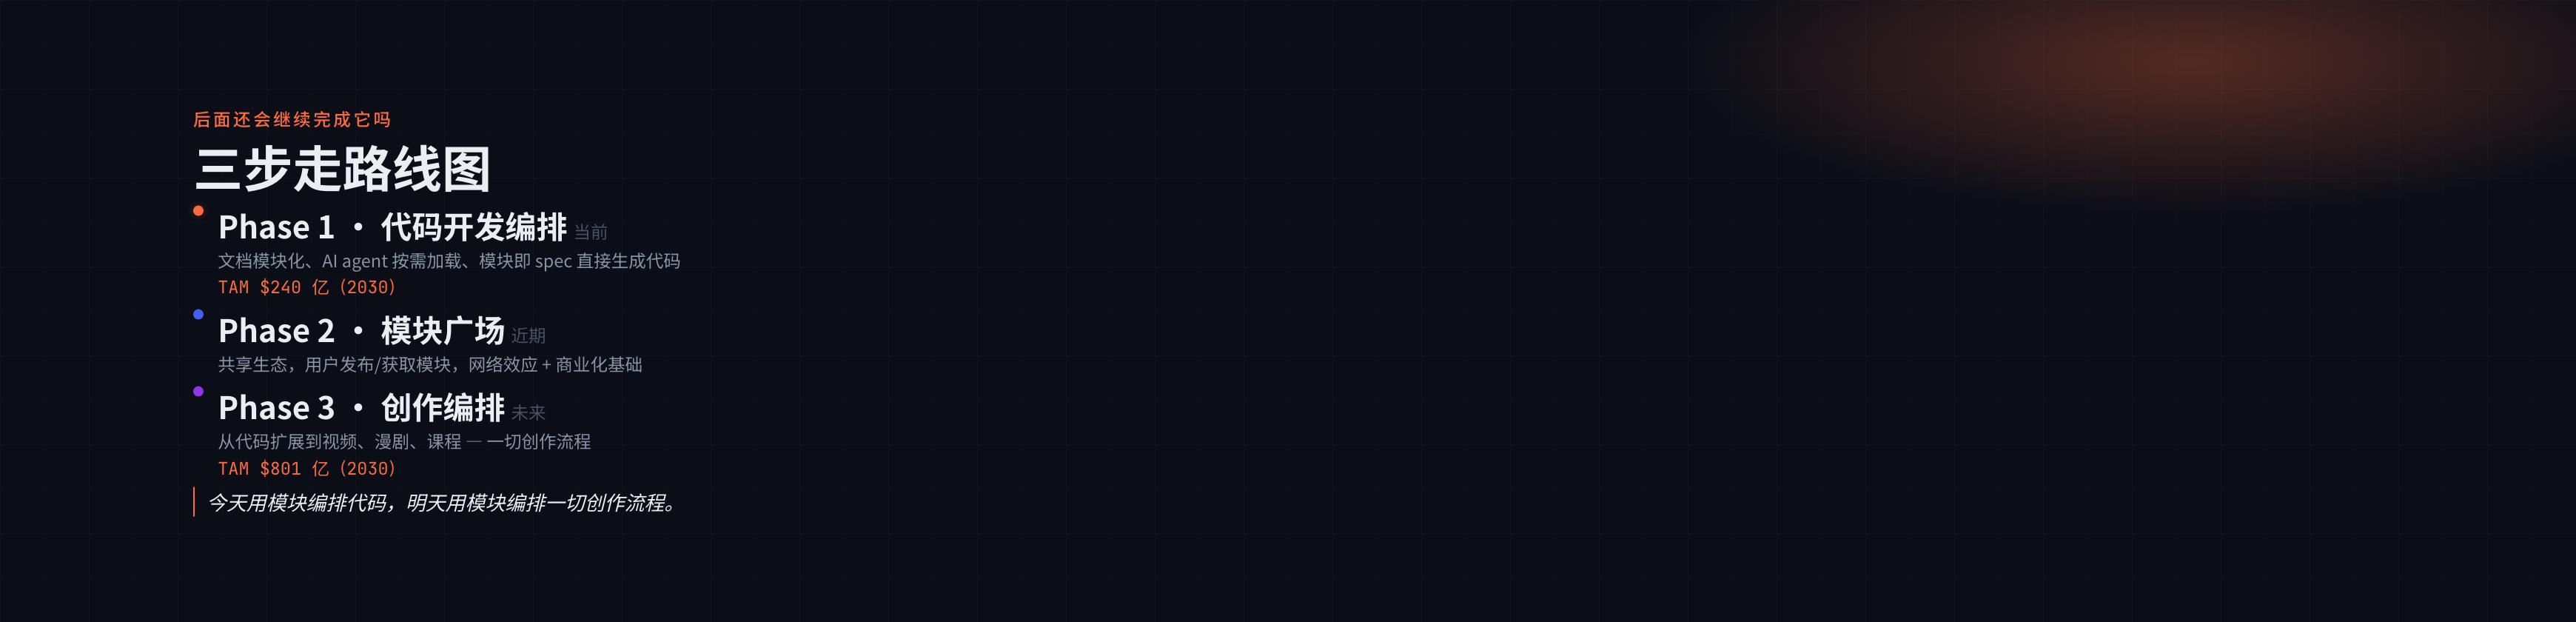 后面还会继续完成它吗
三步走路线图
Phase 1 · 代码开发编排 当前
文档模块化、AI agent 按需加载、模块即 spec 直接生成代码
TAM $240 亿（2030）
Phase 2 · 模块广场 近期
共享生态，用户发布/获取模块，网络效应 + 商业化基础
Phase 3 · 创作编排 未来
从代码扩展到视频、漫剧、课程 — 一切创作流程
TAM $801 亿（2030）
今天用模块编排代码，明天用模块编排一切创作流程。